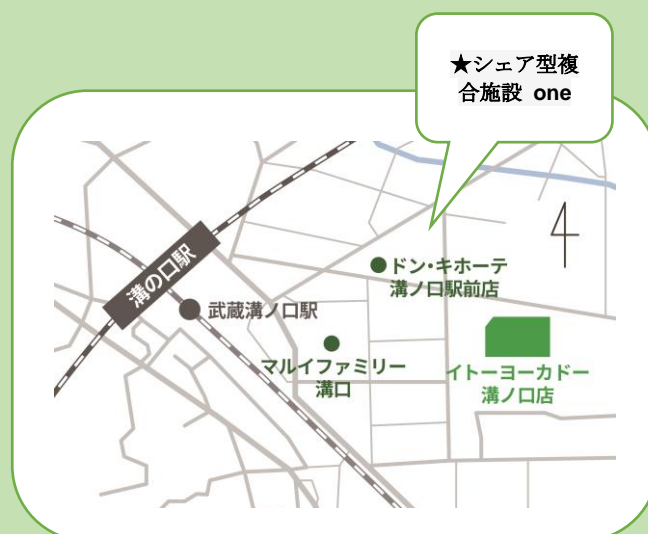 ★シェア型複
合施設 one
溝の口駅
武蔵溝ノ口駅
ドン・キホーテ
溝ノ口駅前店
マルイファミリー
溝口
イトーヨーカドー
溝ノ口店